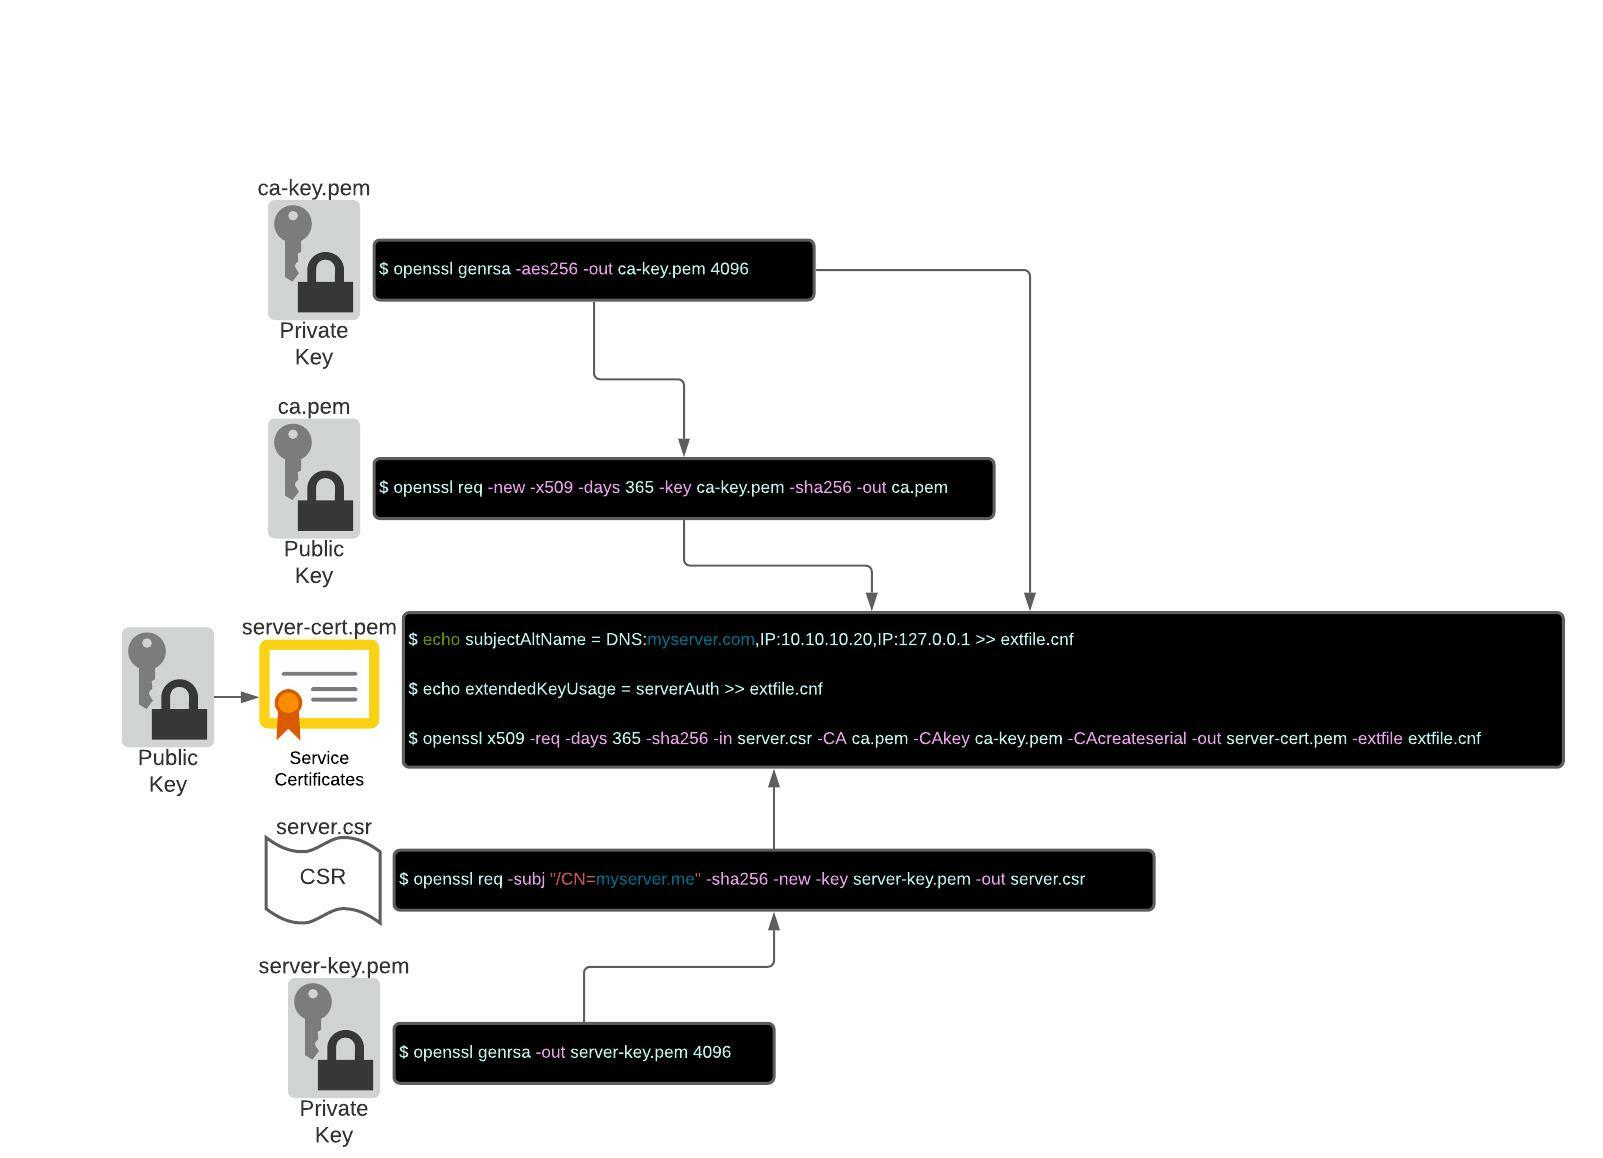 ca-key.pem
$ openssl genrsa -aes256 -out ca-key.pem 4096
Private
Key
ca.pem
$ openssl req -new -x509 -days 365 -key ca-key.pem -sha256 -out ca.pem
Public
Key
server-cert.pem
$ echo subjectAltName = DNS:myserver.com,IP:10.10.10.20,IP:127.0.0.1 >> extfile.cnf
$ echo extendedKeyUsage = serverAuth >> extfile.cnf
$ openssl x509 -req -days 365 -sha256 -in server.csr -CA ca.pem -CAkey ca-key.pem -CAcreateserial -out server-cert.pem -extfile extfile.cnf
Public
Key
Service
Certificates
server.csr
CSR
$ openssl req -subj "/CN=myserver.me" -sha256 -new -key server-key.pem -out server.csr
server-key.pem
$ openssl genrsa -out server-key.pem 4096
Private
Key